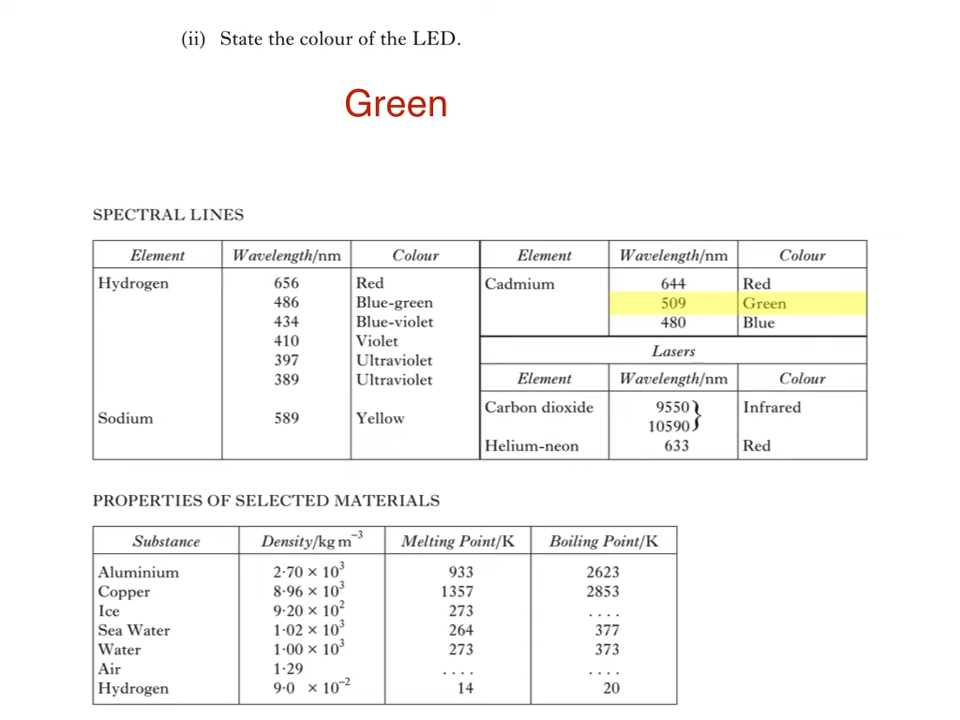 (ii) State the colour of the LED.
Green
SPECTRAL LINES
Element Wavelength/nm Colour Element Wavelength/nm Colour
Hydrogen 656 Red Cadmium 644 Red
486 Blue-green 509 Green
434 Blue-violet 480 Blue
410 Violet Lasers
397 Ultraviolet
389 Ultraviolet Element Wavelength/nm Colour
Carbon dioxide 9550} Infrared
Sodium 589 Yellow 10590
Helium-neon 633 Red
PROPERTIES OF SELECTED MATERIALS
Substance Density/kg m⁻³ Melting Point/K Boiling Point/K
Aluminium 2·70 × 10³ 933 2623
Copper 8·96 × 10³ 1357 2853
Ice 9·20 × 10² 273 . . . .
Sea Water 1·02 × 10³ 264 377
Water 1·00 × 10³ 273 373
Air 1·29 . . . . . . . .
Hydrogen 9·0 × 10⁻² 14 20